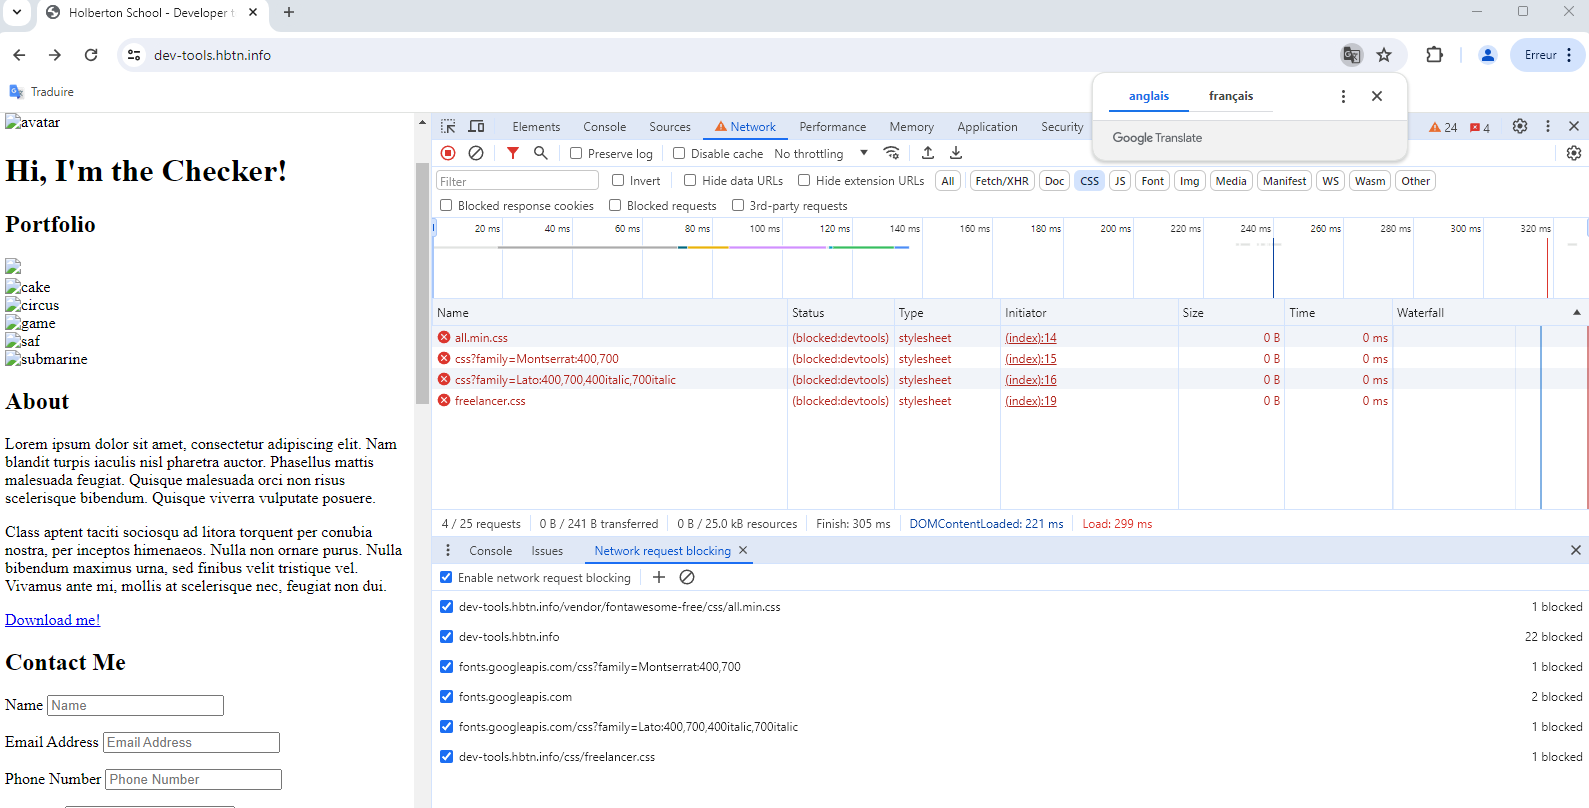 Holberton School - Developer t
dev-tools.hbtn.info
Erreur
Traduire
anglais français
Google Translate
avatar
Hi, I'm the Checker!
Portfolio
cake
circus
game
saf
submarine
About
Lorem ipsum dolor sit amet, consectetur adipiscing elit. Nam
blandit turpis iaculis nisl pharetra auctor. Phasellus mattis
malesuada feugiat. Quisque malesuada orci non risus
scelerisque bibendum. Quisque viverra vulputate posuere.
Class aptent taciti sociosqu ad litora torquent per conubia
nostra, per inceptos himenaeos. Nulla non ornare purus. Nulla
bibendum maximus urna, sed finibus velit tristique vel.
Vivamus ante mi, mollis at scelerisque nec, feugiat non dui.
Download me!
Contact Me
Name Name
Email Address Email Address
Phone Number Phone Number
Elements Console Sources Network Performance Memory Application Security 24 4
Preserve log Disable cache No throttling
Filter Invert Hide data URLs Hide extension URLs All Fetch/XHR Doc CSS JS Font Img Media Manifest WS Wasm Other
Blocked response cookies Blocked requests 3rd-party requests
20 ms 40 ms 60 ms 80 ms 100 ms 120 ms 140 ms 160 ms 180 ms 200 ms 220 ms 240 ms 260 ms 280 ms 300 ms 320 ms
Name Status Type Initiator Size Time Waterfall
all.min.css (blocked:devtools) stylesheet (index):14 0 B 0 ms
css?family=Montserrat:400,700 (blocked:devtools) stylesheet (index):15 0 B 0 ms
css?family=Lato:400,700,400italic,700italic (blocked:devtools) stylesheet (index):16 0 B 0 ms
freelancer.css (blocked:devtools) stylesheet (index):19 0 B 0 ms
4 / 25 requests 0 B / 241 B transferred 0 B / 25.0 kB resources Finish: 305 ms DOMContentLoaded: 221 ms Load: 299 ms
Console Issues Network request blocking
Enable network request blocking
dev-tools.hbtn.info/vendor/fontawesome-free/css/all.min.css 1 blocked
dev-tools.hbtn.info 22 blocked
fonts.googleapis.com/css?family=Montserrat:400,700 1 blocked
fonts.googleapis.com 2 blocked
fonts.googleapis.com/css?family=Lato:400,700,400italic,700italic 1 blocked
dev-tools.hbtn.info/css/freelancer.css 1 blocked